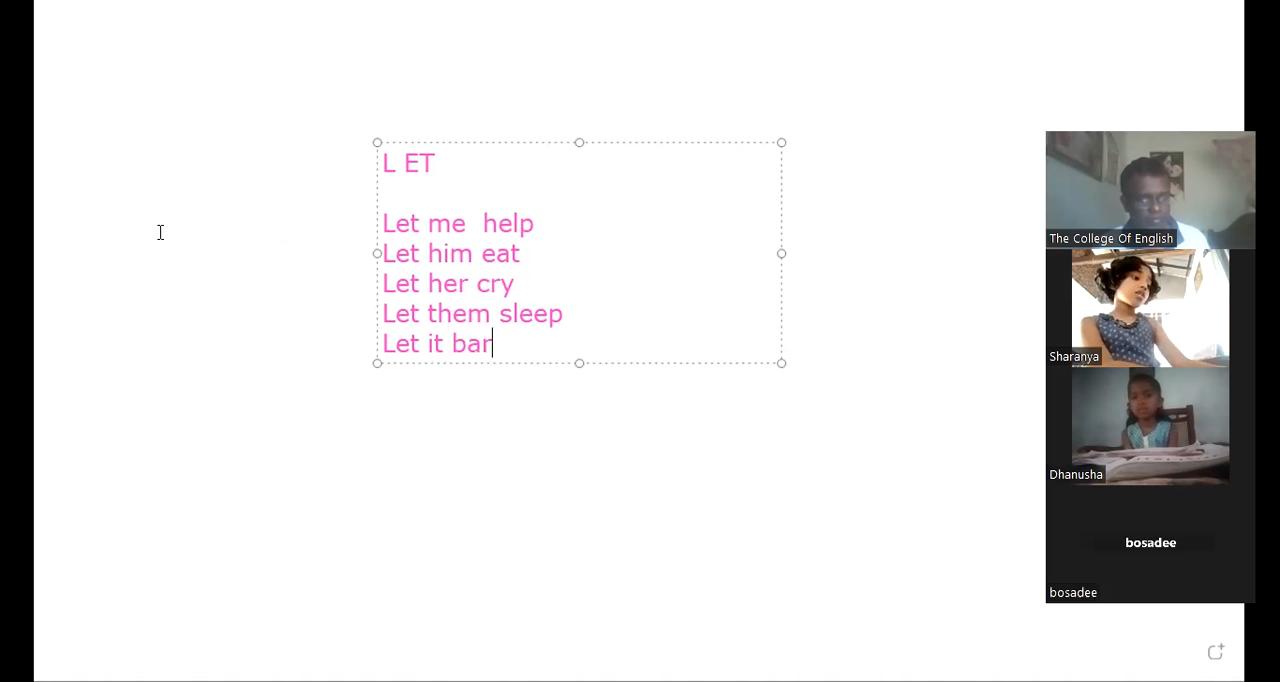 L ET
Let me  help
Let him eat
Let her cry
Let them sleep
Let it bar
The College Of English
Sharanya
Dhanusha
bosadee
bosadee